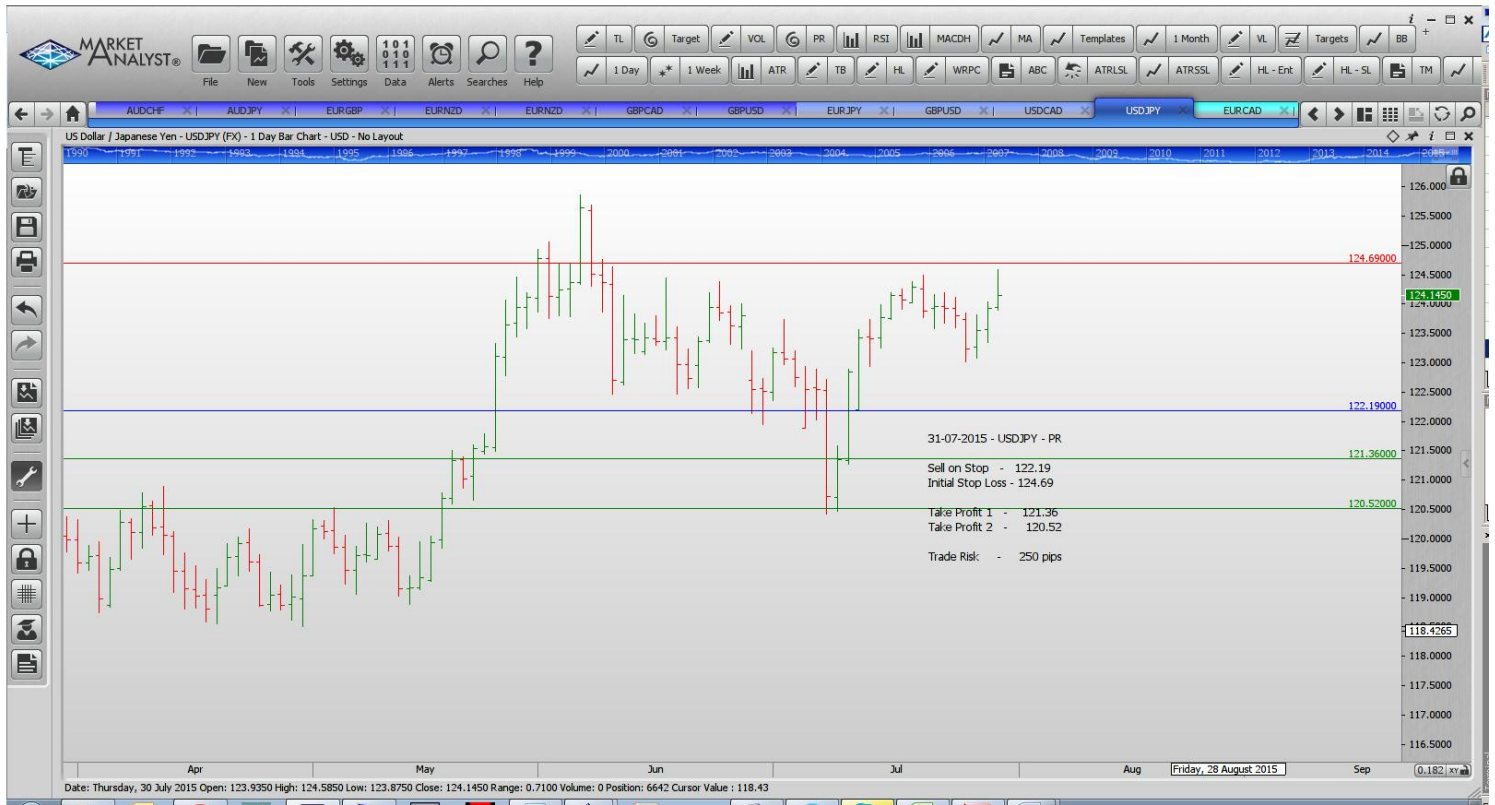 MARKET
ANALYST®
File New Tools Settings Data Alerts Searches Help
TL Target VOL PR RSI MACDH MA Templates 1 Month VL Targets BB
1 Day 1 Week ATR TB HL WRPC ABC ATRLSL ATRSSL HL - Ent HL - SL TM
AUDCHF AUDJPY EURGBP EURNZD EURNZD GBPCAD GBPUSD EURJPY GBPUSD USDCAD USDJPY EURCAD
US Dollar / Japanese Yen - USDJPY (FX) - 1 Day Bar Chart - USD - No Layout
1990 1991 1992 1993 1994 1995 1996 1997 1998 1999 2000 2001 2002 2003 2004 2005 2006 2007 2008 2009 2010 2011 2012 2013 2014 2015
126.000
125.5000
125.0000
124.69000
124.5000
124.1450
124.0000
123.5000
123.0000
122.5000
122.19000
122.0000
31-07-2015 - USDJPY - PR
121.5000
121.36000
Sell on Stop - 122.19
Initial Stop Loss - 124.69
121.0000
120.52000
120.5000
Take Profit 1 - 121.36
Take Profit 2 - 120.52
120.0000
Trade Risk - 250 pips
119.5000
119.0000
118.4265
118.0000
117.5000
117.0000
116.5000
Apr May Jun Jul Aug Friday, 28 August 2015 Sep 0.182 XY
Date: Thursday, 30 July 2015 Open: 123.9350 High: 124.5850 Low: 123.8750 Close: 124.1450 Range: 0.7100 Volume: 0 Position: 6642 Cursor Value : 118.43